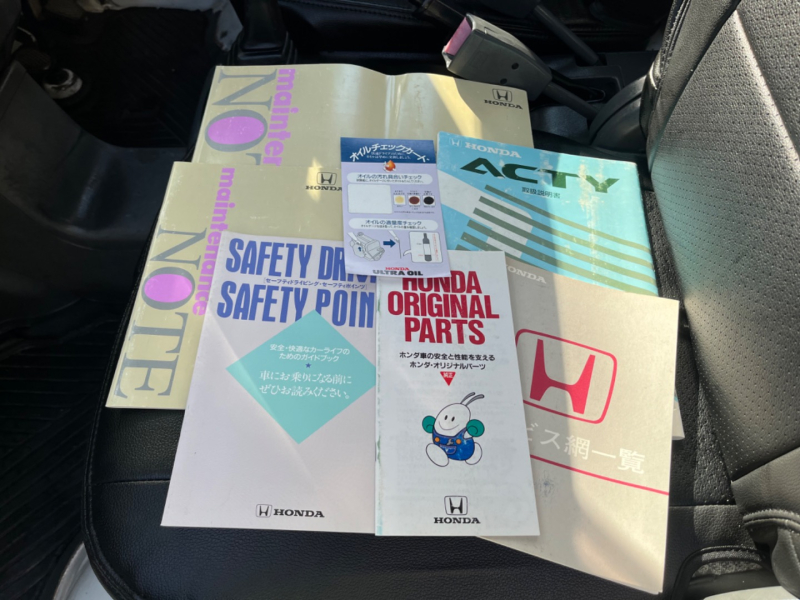 maintenance
NOT
HONDA
maintenance
NOTE
HONDA
オイルチェックカード
オイルの汚れ具合いチェック
オイルの液量見チェック
HONDA
ULTRA OIL
HONDA
ACTY
取扱説明書
SAFETY DRIV
[セーフティドライビング・セーフティポインツ]
SAFETY POIN
安全・快適なカーライフの
ためのガイドブック
車にお乗りになる前に
ぜひお読みください。
HONDA
HONDA
ORIGINAL
PARTS
ホンダ車の安全と性能を支える
ホンダ・オリジナルパーツ
純正
HONDA
HONDA
ビス網一覧